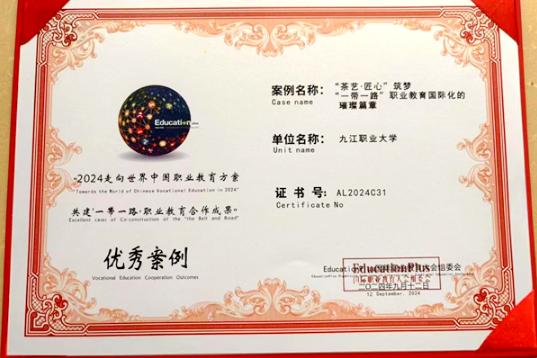 Education
"2024走向世界中国职业教育方案
"Towards the World of Chinese Vocational Education in 2024"
共建"一带一路·职业教育合作成果"
Excellent cases of Co-construction of the "the Belt and Road"
优秀案例
Vocational Education Cooperation Outcomes
案例名称:
Case name
"茶艺·匠心"筑梦
"一带一路"职业教育国际化的
璀璨篇章
单位名称:
Unit name
九江职业大学
证 书 号:
Certificate No
AL2024C31
EducationPlus
会组委会
二〇二四年九月十二日
12 September, 2024